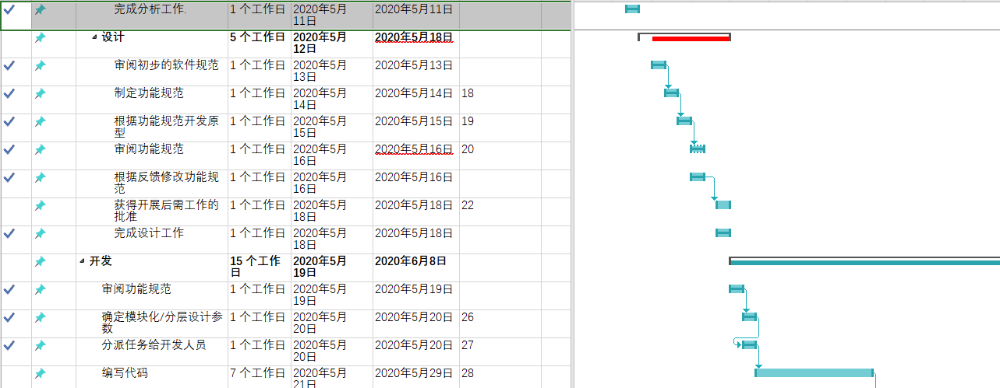 完成分析工作. 1 个工作日 2020年5月 2020年5月11日
11日
设计 5 个工作日 2020年5月 2020年5月18日
12日
审阅初步的软件规范 1 个工作日 2020年5月 2020年5月13日
13日
制定功能规范 1 个工作日 2020年5月 2020年5月14日 18
14日
根据功能规范开发原 1 个工作日 2020年5月 2020年5月15日 19
型 15日
审阅功能规范 1 个工作日 2020年5月 2020年5月16日 20
16日
根据反馈修改功能规 1 个工作日 2020年5月 2020年5月16日
范 16日
获得开展后需工作的 1 个工作日 2020年5月 2020年5月18日 22
批准 18日
完成设计工作 1 个工作日 2020年5月 2020年5月18日
18日
开发 15 个工作 2020年5月 2020年6月8日
日 19日
审阅功能规范 1 个工作日 2020年5月 2020年5月19日
19日
确定模块化/分层设计参 1 个工作日 2020年5月 2020年5月20日 26
数 20日
分派任务给开发人员 1 个工作日 2020年5月 2020年5月20日 27
20日
编写代码 7 个工作日 2020年5月 2020年5月29日 28
21日